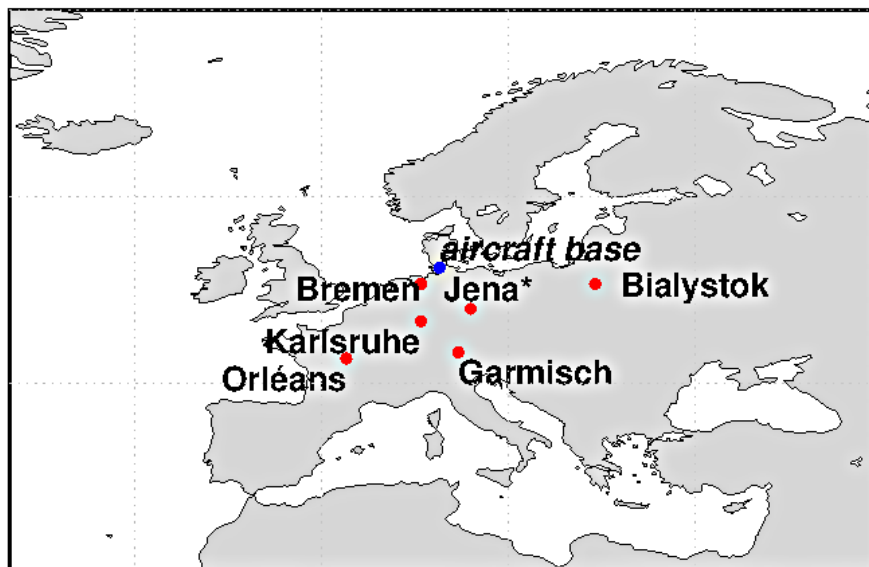 aircraft base
Bremen Jena* Bialystok
Karlsruhe
Orléans Garmisch